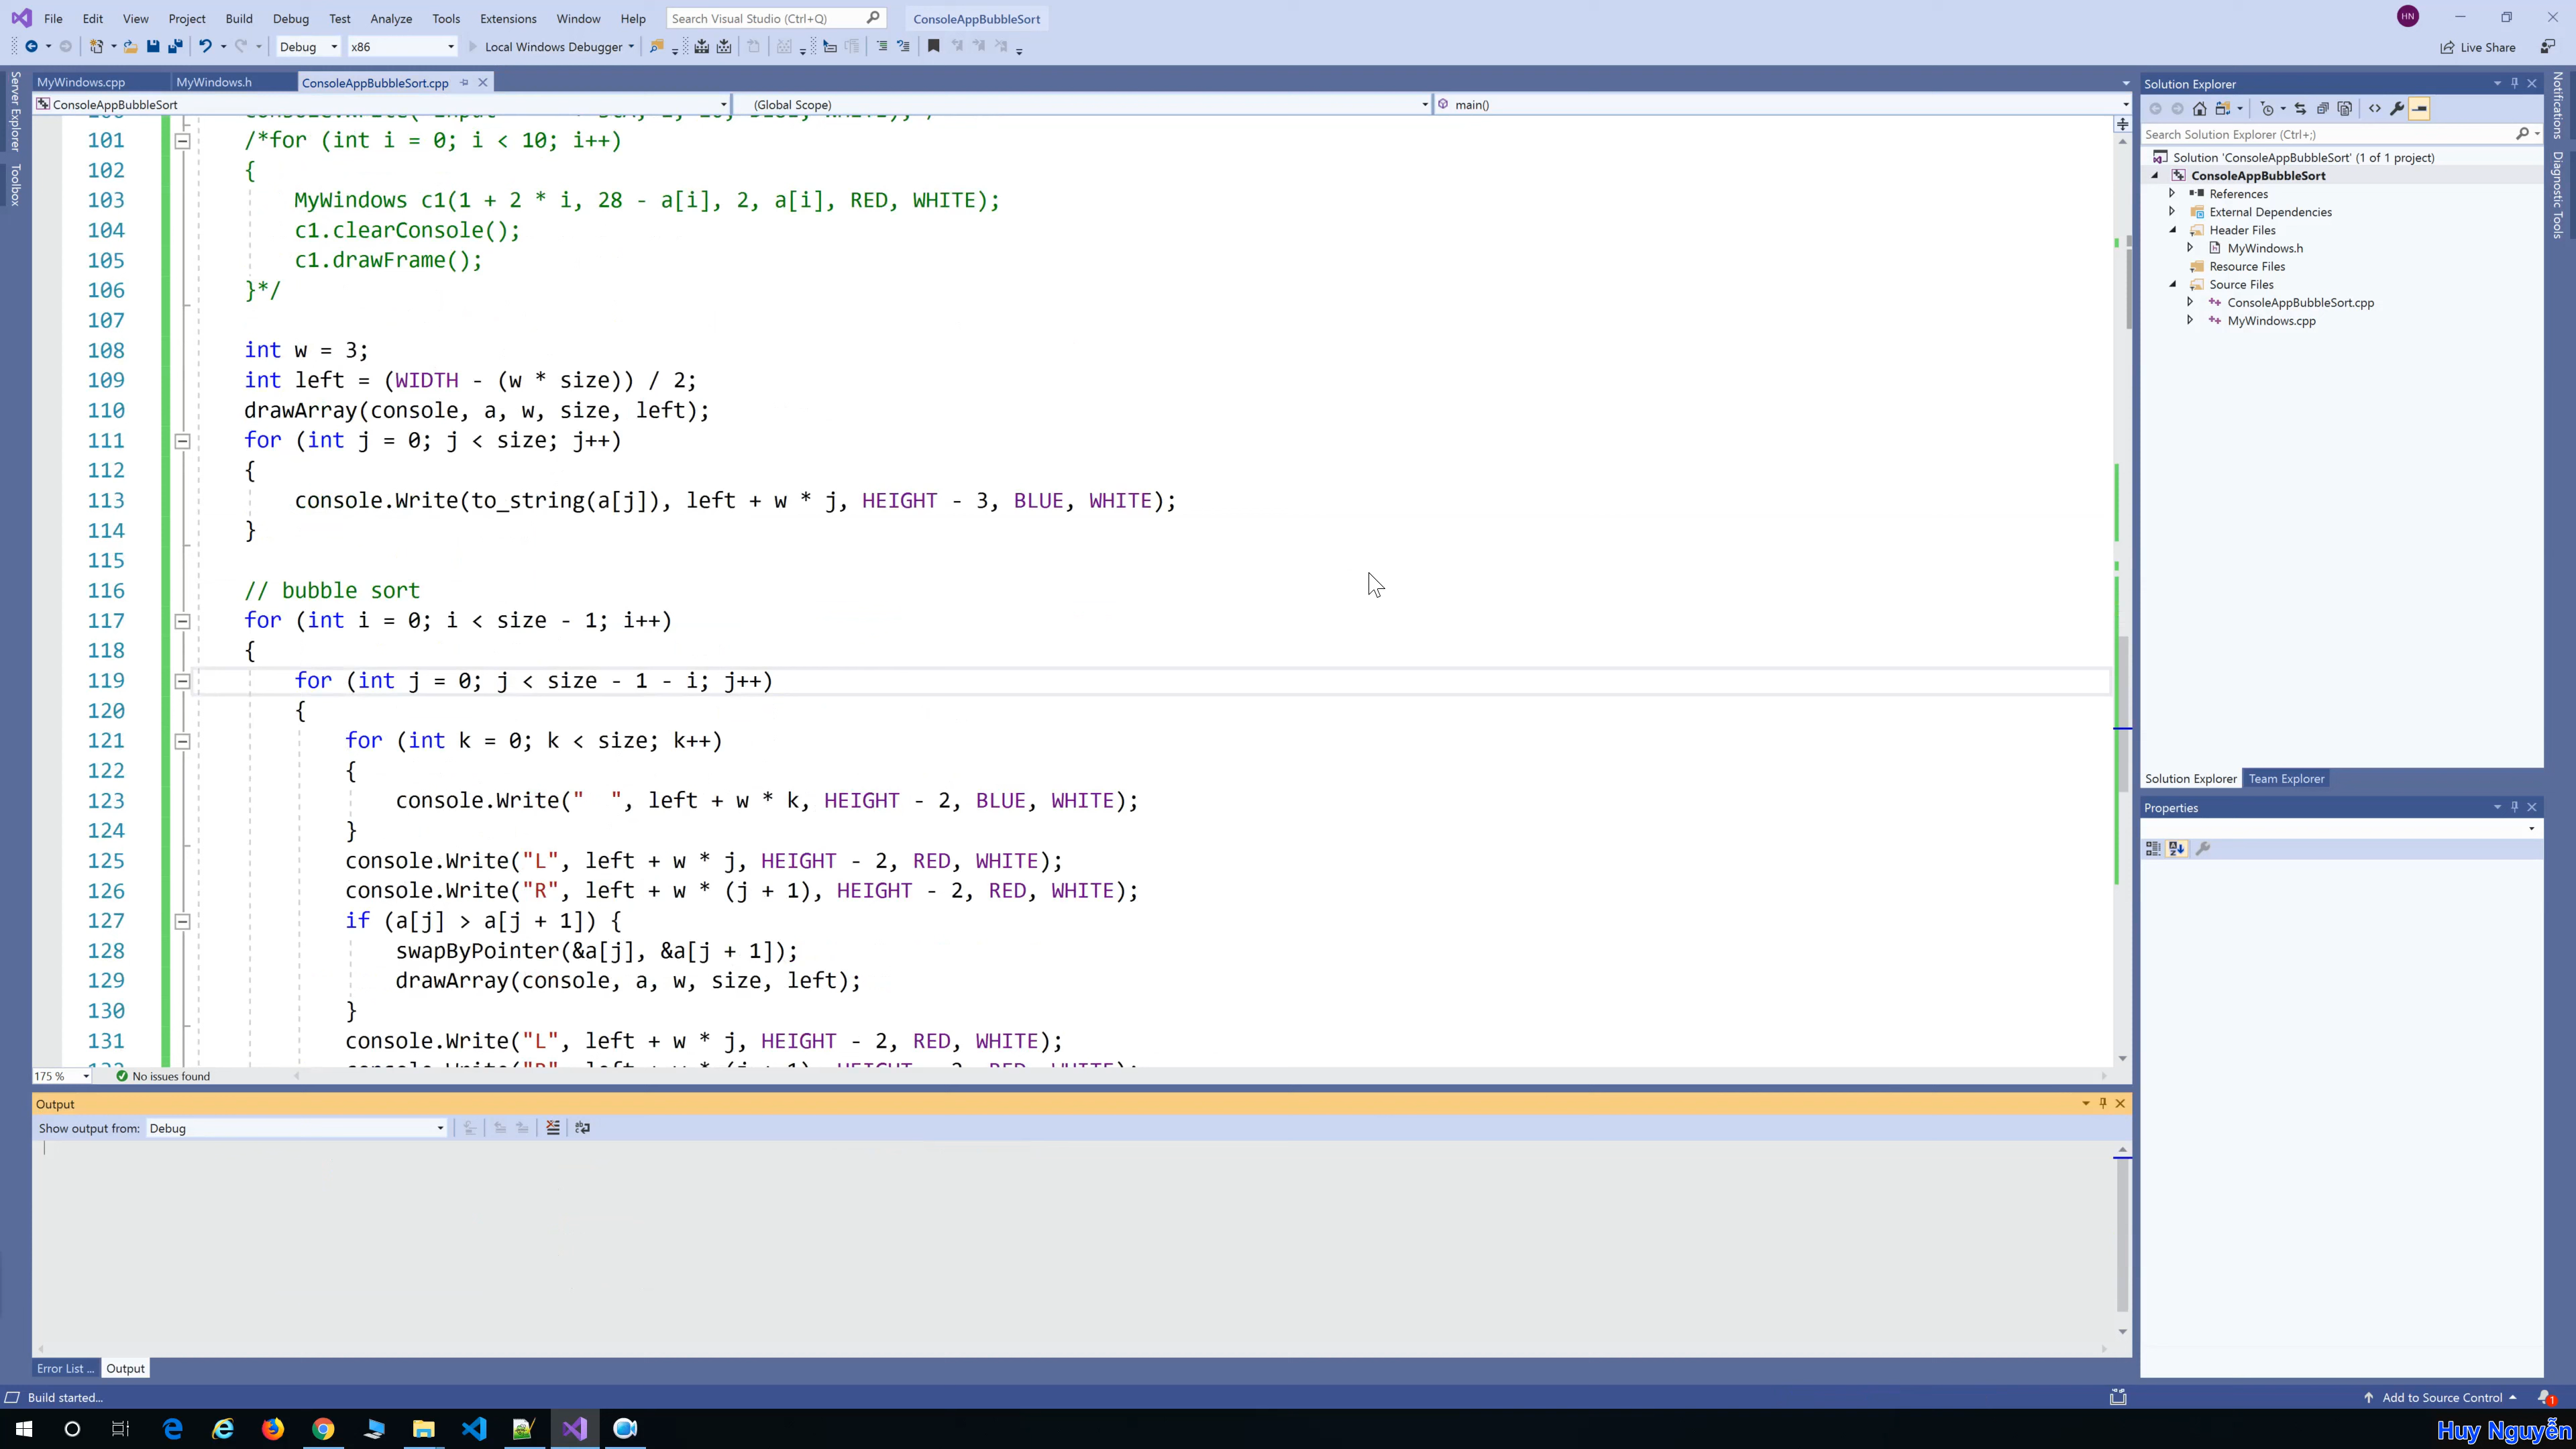 File Edit View Project Build Debug Test Analyze Tools Extensions Window Help Search Visual Studio (Ctrl+Q) ConsoleAppBubbleSort HN
Debug x86 Local Windows Debugger Live Share
Server Explorer
Toolbox
MyWindows.cpp MyWindows.h ConsoleAppBubbleSort.cpp
ConsoleAppBubbleSort (Global Scope) main()
101 /*for (int i = 0; i < 10; i++)
102 {
103 MyWindows c1(1 + 2 * i, 28 - a[i], 2, a[i], RED, WHITE);
104 c1.clearConsole();
105 c1.drawFrame();
106 }*/
107
108 int w = 3;
109 int left = (WIDTH - (w * size)) / 2;
110 drawArray(console, a, w, size, left);
111 for (int j = 0; j < size; j++)
112 {
113 console.Write(to_string(a[j]), left + w * j, HEIGHT - 3, BLUE, WHITE);
114 }
115
116 // bubble sort
117 for (int i = 0; i < size - 1; i++)
118 {
119 for (int j = 0; j < size - 1 - i; j++)
120 {
121 for (int k = 0; k < size; k++)
122 {
123 console.Write("  ", left + w * k, HEIGHT - 2, BLUE, WHITE);
124 }
125 console.Write("L", left + w * j, HEIGHT - 2, RED, WHITE);
126 console.Write("R", left + w * (j + 1), HEIGHT - 2, RED, WHITE);
127 if (a[j] > a[j + 1]) {
128 swapByPointer(&a[j], &a[j + 1]);
129 drawArray(console, a, w, size, left);
130 }
131 console.Write("L", left + w * j, HEIGHT - 2, RED, WHITE);
175 % No issues found
Output
Show output from: Debug
Error List ... Output
Build started...
Solution Explorer
Search Solution Explorer (Ctrl+;)
Solution 'ConsoleAppBubbleSort' (1 of 1 project)
ConsoleAppBubbleSort
References
External Dependencies
Header Files
MyWindows.h
Resource Files
Source Files
ConsoleAppBubbleSort.cpp
MyWindows.cpp
Solution Explorer Team Explorer
Properties
Notifications
Diagnostic Tools
Add to Source Control 1
Huy Nguyễn